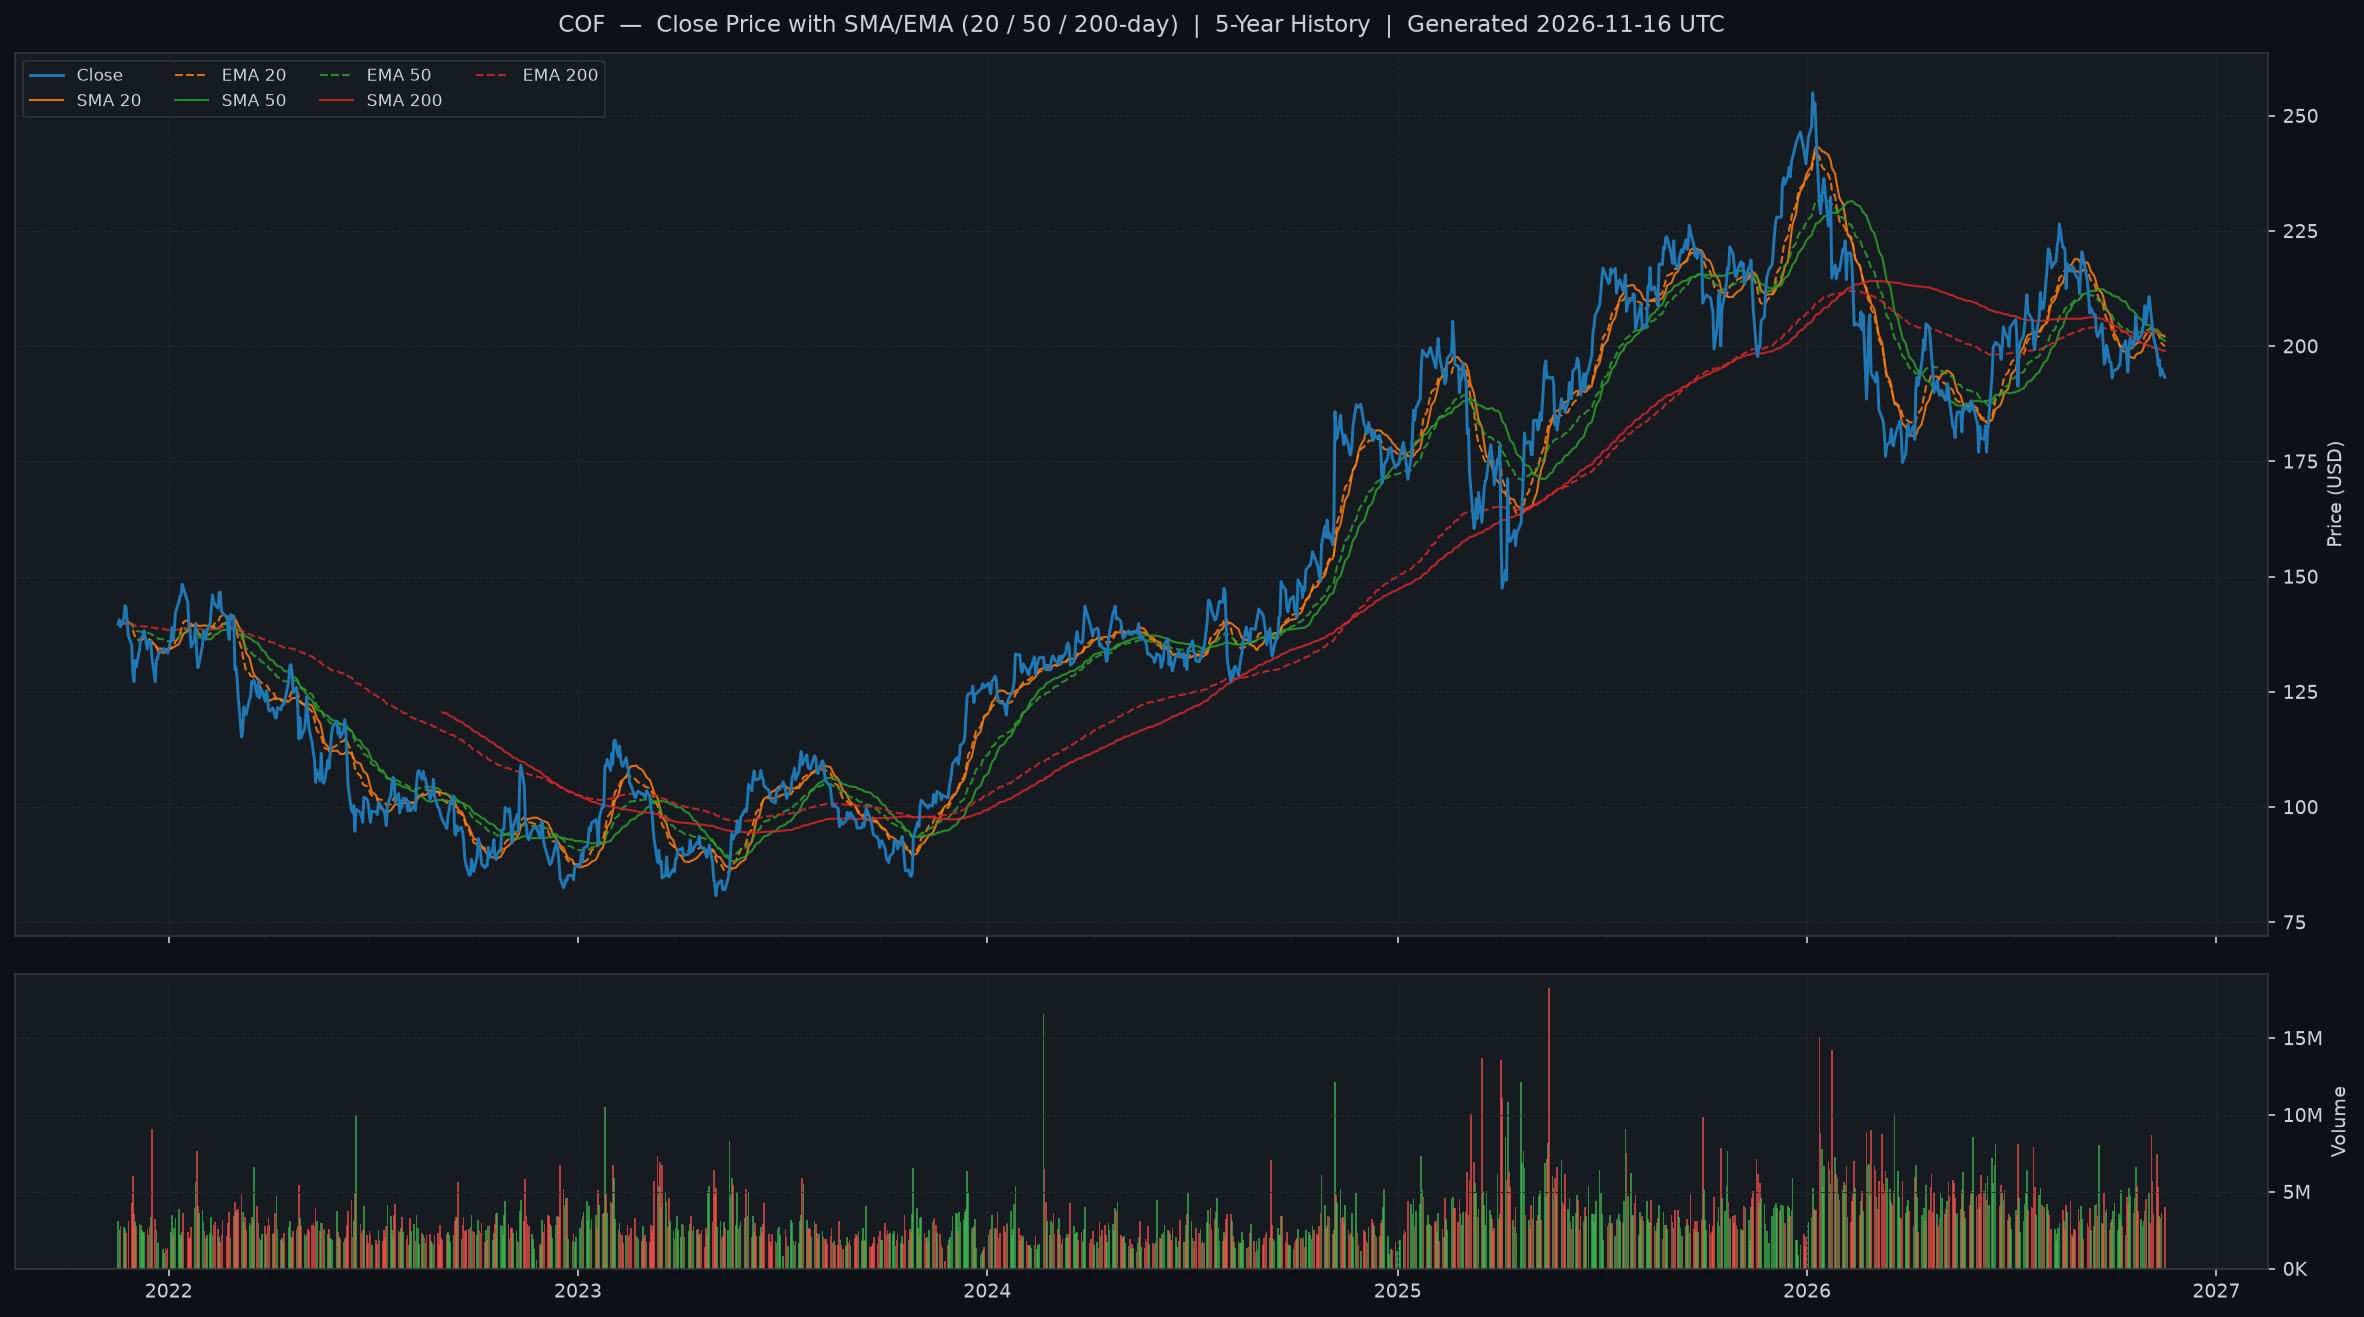 COF — Close Price with SMA/EMA (20 / 50 / 200-day) | 5-Year History | Generated 2026-11-16 UTC
Close EMA 20 EMA 50 EMA 200
SMA 20 SMA 50 SMA 200
250
225
200
175
150
125
100
75
Price (USD)
15M
10M
5M
0K
Volume
2022 2023 2024 2025 2026 2027